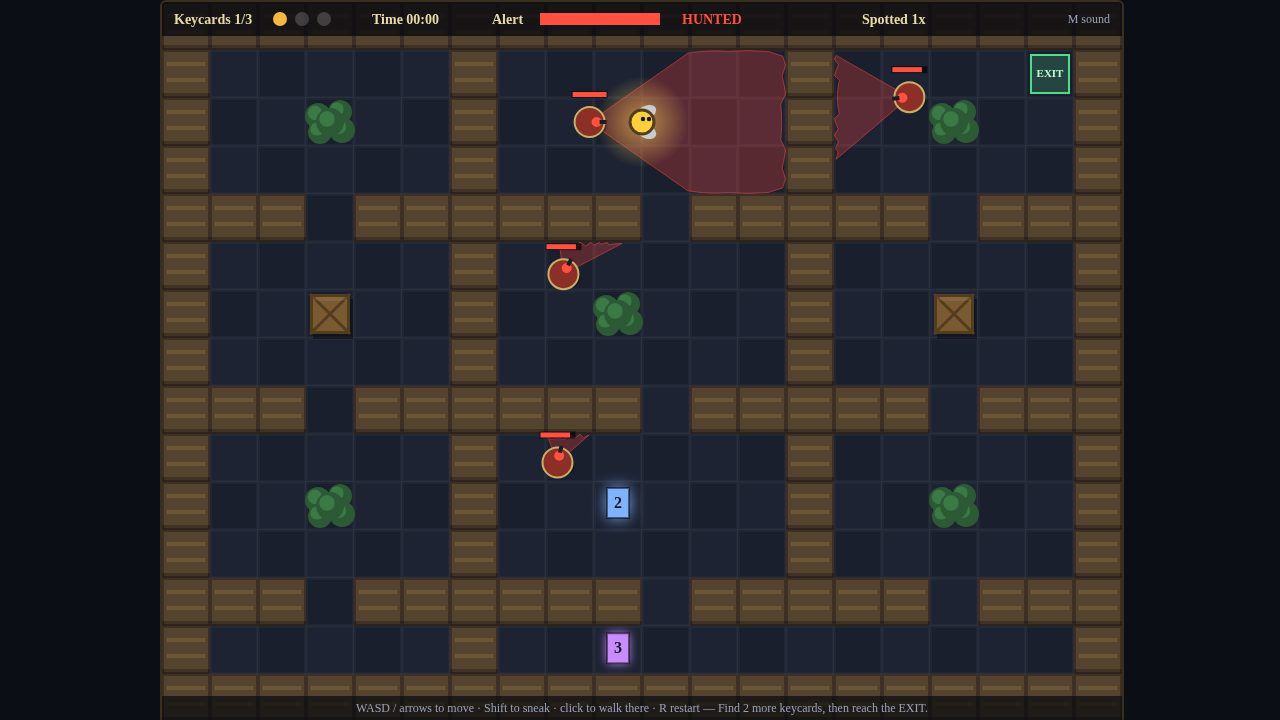 Keycards 1/3 Time 00:00 Alert HUNTED Spotted 1x M sound
EXIT
2
3
WASD / arrows to move · Shift to sneak · click to walk there · R restart — Find 2 more keycards, then reach the EXIT.